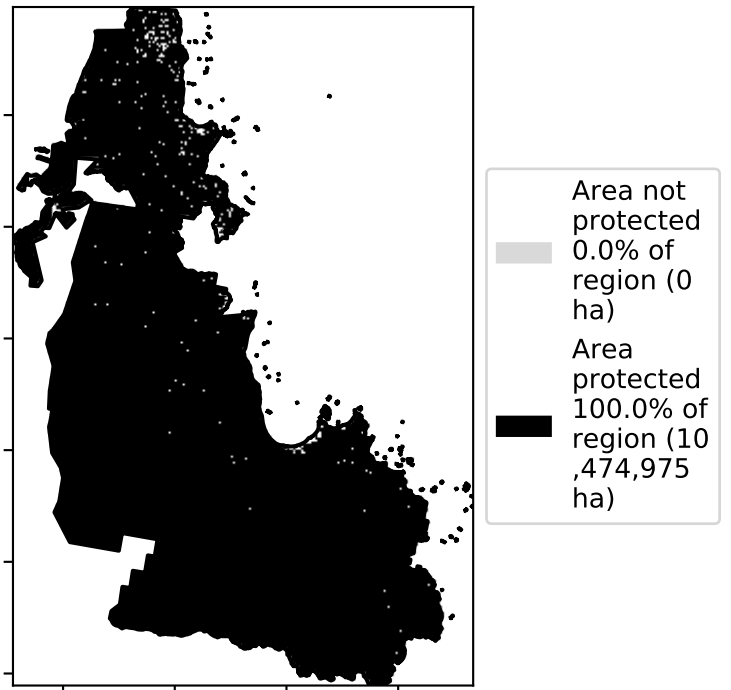 Area not
protected
0.0% of
region (0
ha)
Area
protected
100.0% of
region (10
,474,975
ha)